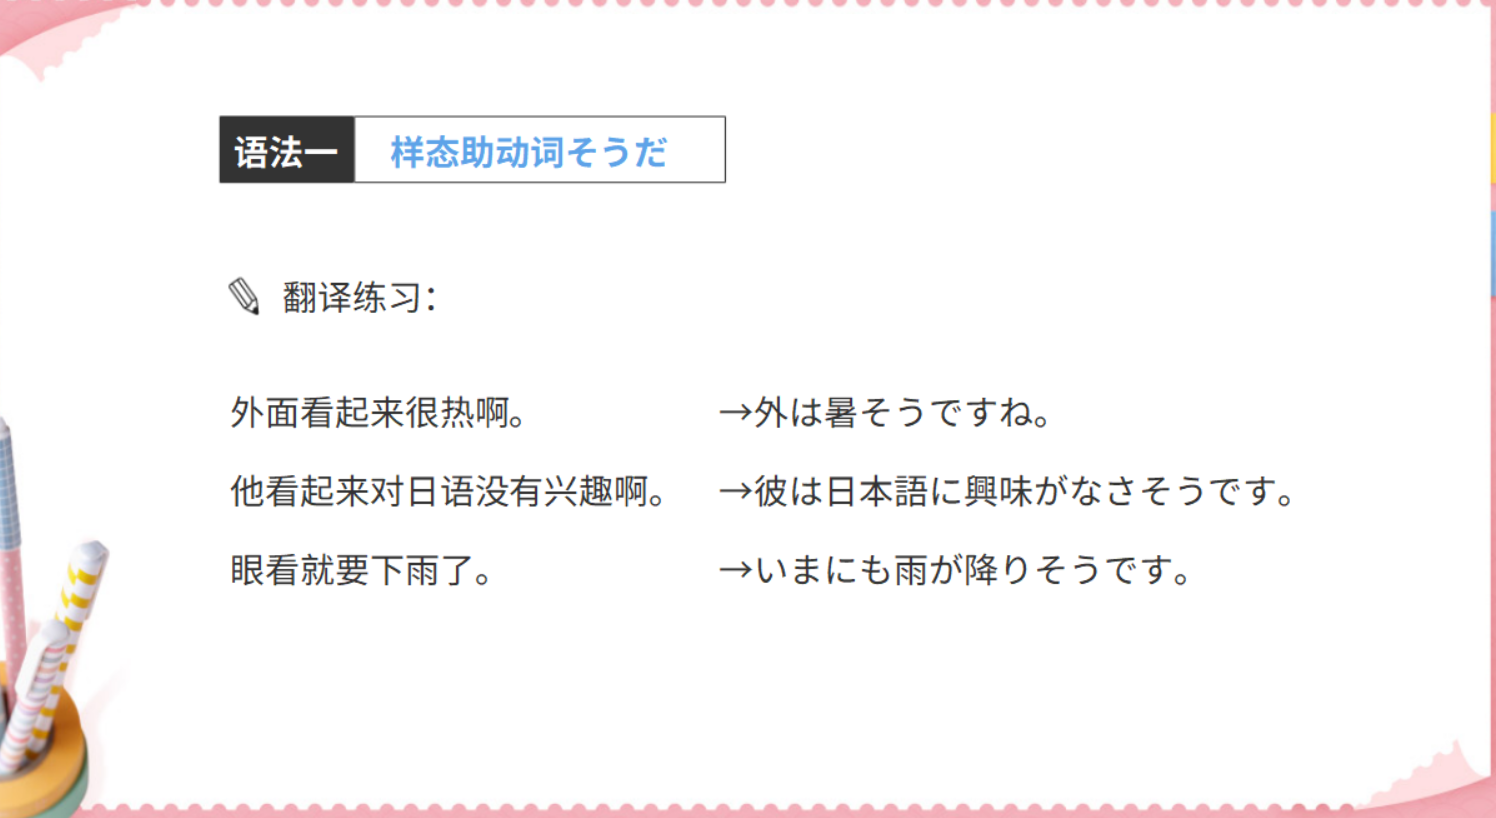 语法一 样态助动词そうだ
翻译练习：
外面看起来很热啊。 →外は暑そうですね。
他看起来对日语没有兴趣啊。 →彼は日本語に興味がなさそうです。
眼看就要下雨了。 →いまにも雨が降りそうです。